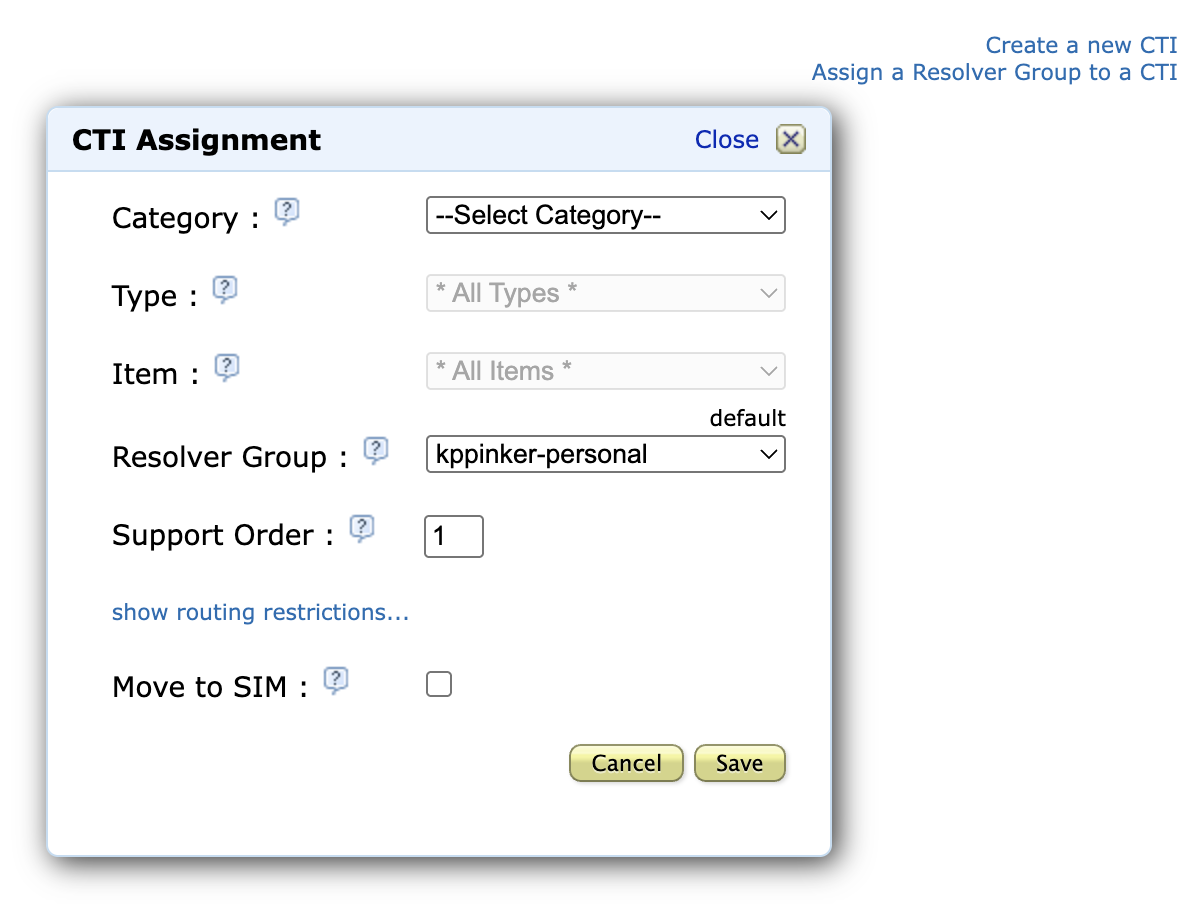 Create a new CTI
Assign a Resolver Group to a CTI
CTI Assignment Close
Category : --Select Category--
Type : * All Types *
Item : * All Items *
default
Resolver Group : kppinker-personal
Support Order : 1
show routing restrictions...
Move to SIM :
Cancel Save